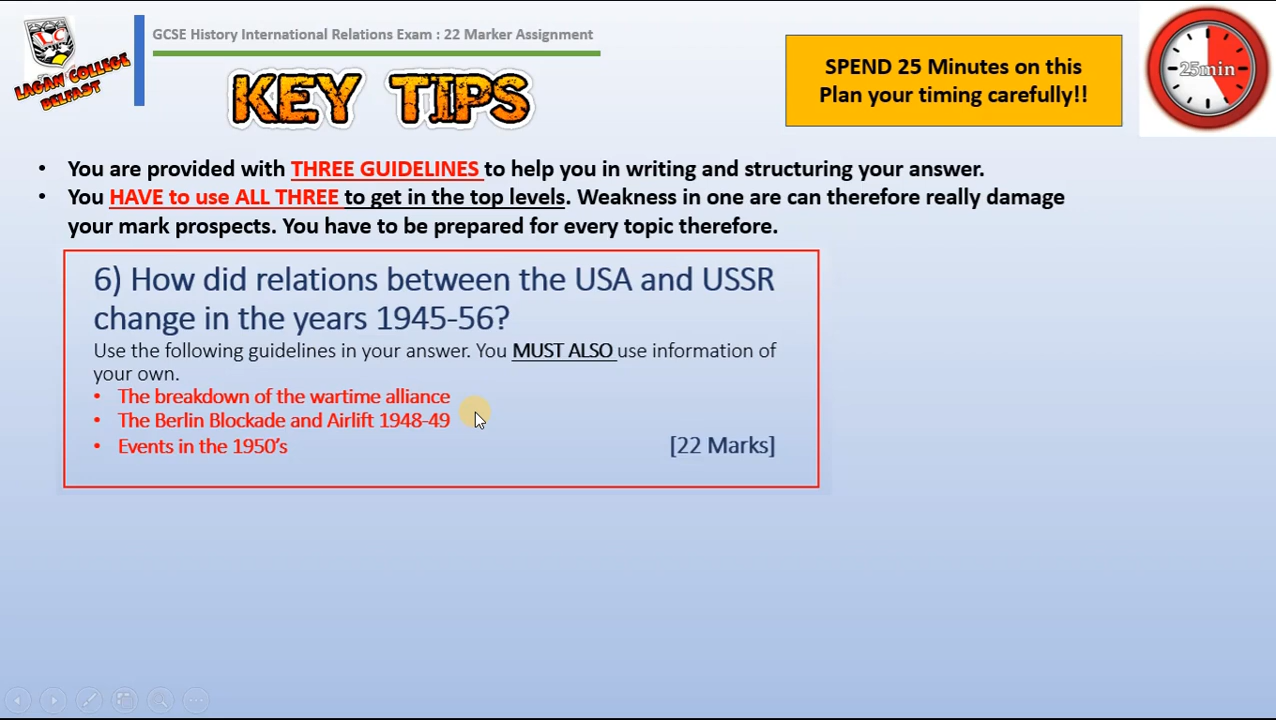 LC
LAGAN COLLEGE
BELFAST
GCSE History International Relations Exam : 22 Marker Assignment
KEY TIPS
SPEND 25 Minutes on this
Plan your timing carefully!!
25min
• You are provided with THREE GUIDELINES to help you in writing and structuring your answer.
• You HAVE to use ALL THREE to get in the top levels. Weakness in one are can therefore really damage
your mark prospects. You have to be prepared for every topic therefore.
6) How did relations between the USA and USSR
change in the years 1945-56?
Use the following guidelines in your answer. You MUST ALSO use information of
your own.
• The breakdown of the wartime alliance
• The Berlin Blockade and Airlift 1948-49
• Events in the 1950’s [22 Marks]